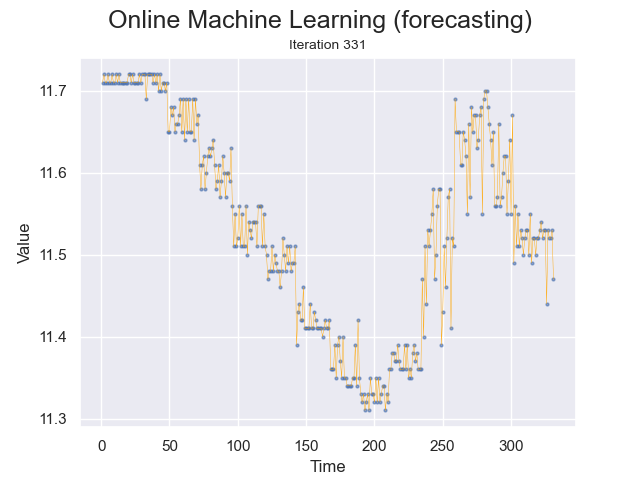 Online Machine Learning (forecasting)
Iteration 331
11.7
11.6
11.5
11.4
11.3
Value
0 50 100 150 200 250 300
Time